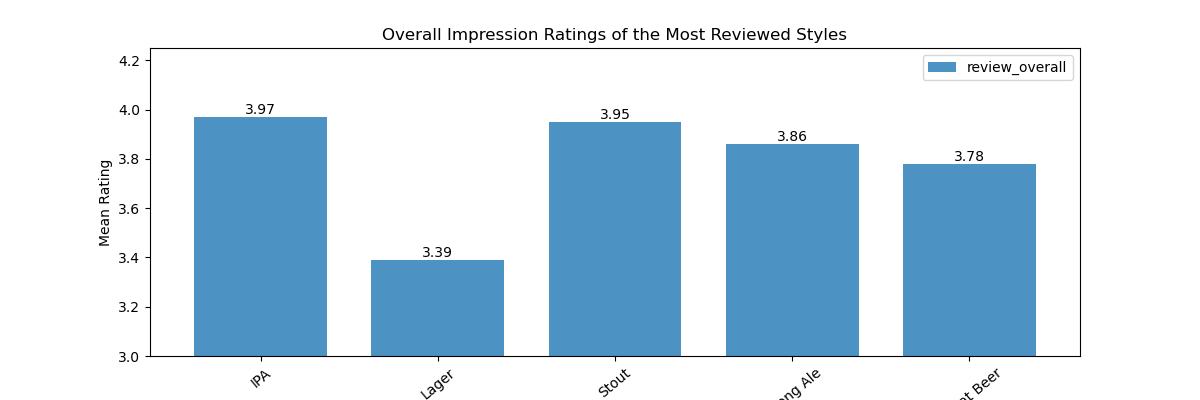 Overall Impression Ratings of the Most Reviewed Styles
review_overall
Mean Rating
4.2
4.0
3.8
3.6
3.4
3.2
3.0
3.97
3.39
3.95
3.86
3.78
IPA
Lager
Stout
Ale
Beer